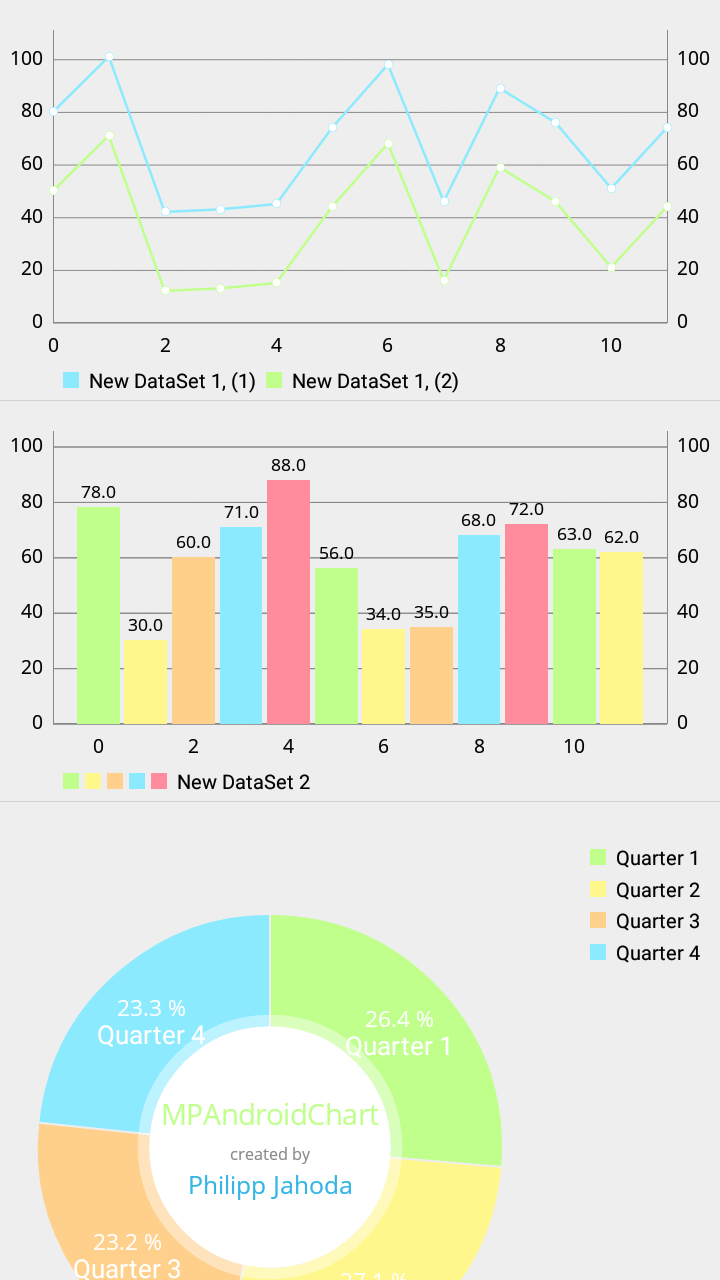 100 100
80 80
60 60
40 40
20 20
0 0
0 2 4 6 8 10
New DataSet 1, (1) New DataSet 1, (2)
100 100
88.0
78.0 80 80
71.0 68.0 72.0
60.0 56.0 63.0 62.0
60 60
30.0 34.0 35.0
40 40
20 20
0 0
0 2 4 6 8 10
New DataSet 2
Quarter 1
Quarter 2
Quarter 3
Quarter 4
23.3 %
Quarter 4
26.4 %
Quarter 1
MPAndroidChart
created by
Philipp Jahoda
23.2 %
Quarter 3
27.1 %